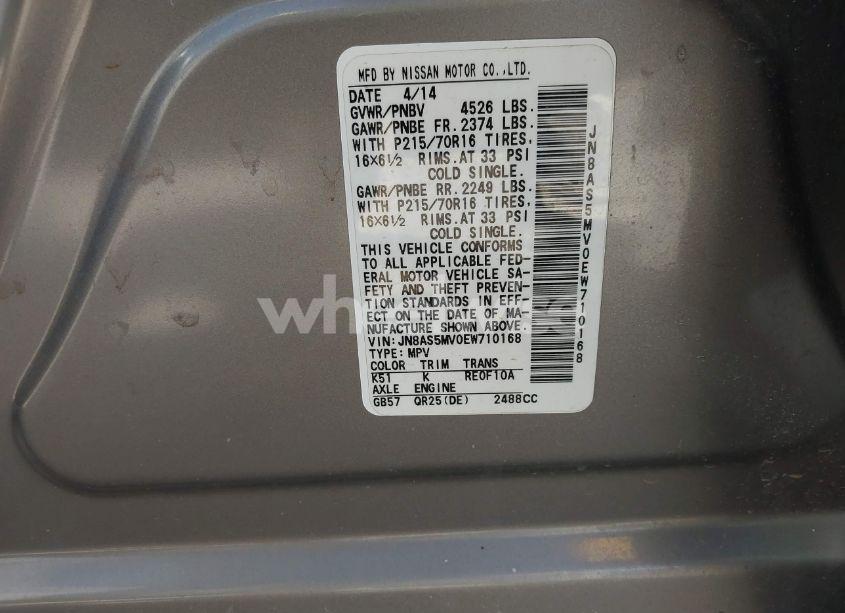 MFD BY NISSAN MOTOR CO.,LTD.
DATE 4/14
GVWR/PNBV 4526 LBS.
GAWR/PNBE FR. 2374 LBS.
WITH P215/70R16 TIRES,
16X6½ RIMS.AT 33 PSI
COLD SINGLE.
GAWR/PNBE RR. 2249 LBS.
WITH P215/70R16 TIRES,
16X6½ RIMS.AT 33 PSI
COLD SINGLE.
THIS VEHICLE CONFORMS
TO ALL APPLICABLE FED-
ERAL MOTOR VEHICLE SA-
FETY AND THEFT PREVEN-
TION STANDARDS IN EFF-
ECT ON THE DATE OF MA-
NUFACTURE SHOWN ABOVE.
VIN:JN8AS5MV0EW710168
TYPE:MPV
COLOR TRIM TRANS
K51 K RE0F10A
AXLE ENGINE
GB57 QR25(DE) 2488CC
JN8AS5MV0EW710168